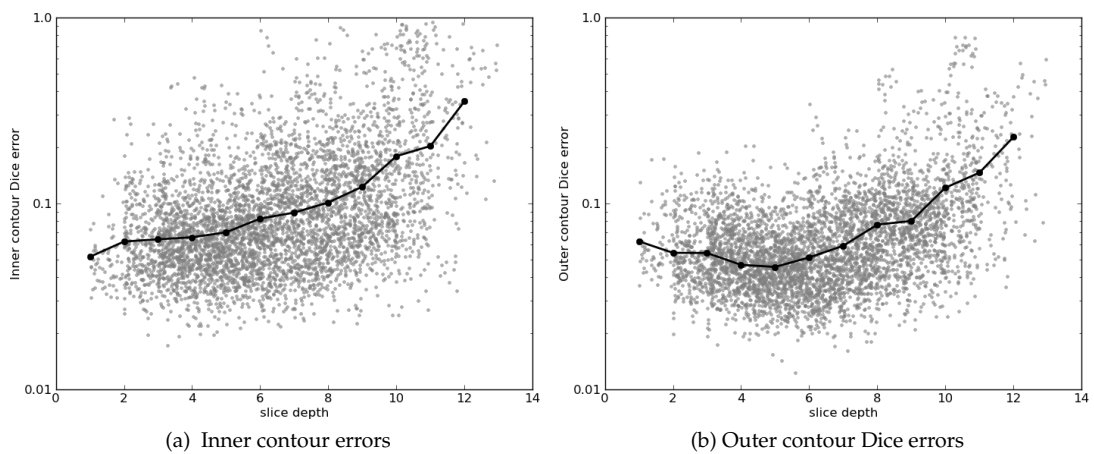 1.0
0.1
0.01
Inner contour Dice error
0 2 4 6 8 10 12 14
slice depth
(a) Inner contour errors
1.0
0.1
0.01
Outer contour Dice error
0 2 4 6 8 10 12 14
slice depth
(b) Outer contour Dice errors